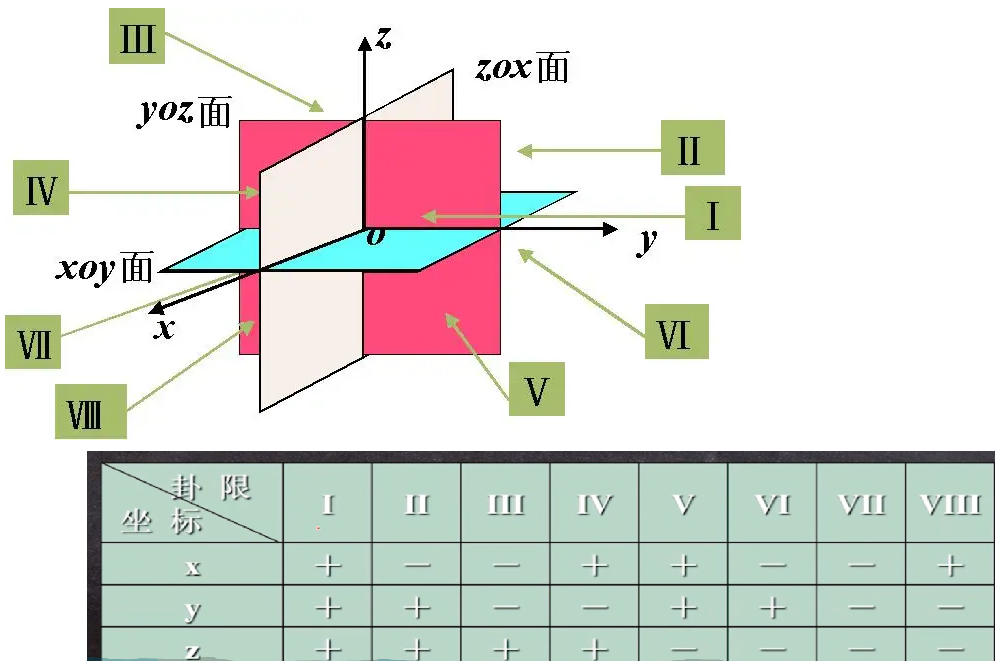 Ⅲ
z
zox面
yoz面
Ⅱ
Ⅳ
Ⅰ
o
y
xoy面
x
Ⅶ
Ⅵ
Ⅷ
Ⅴ
卦限
坐标 I II III IV V VI VII VIII
x + − − + + − − +
y + + − − + + − −
z + + + + − − − −